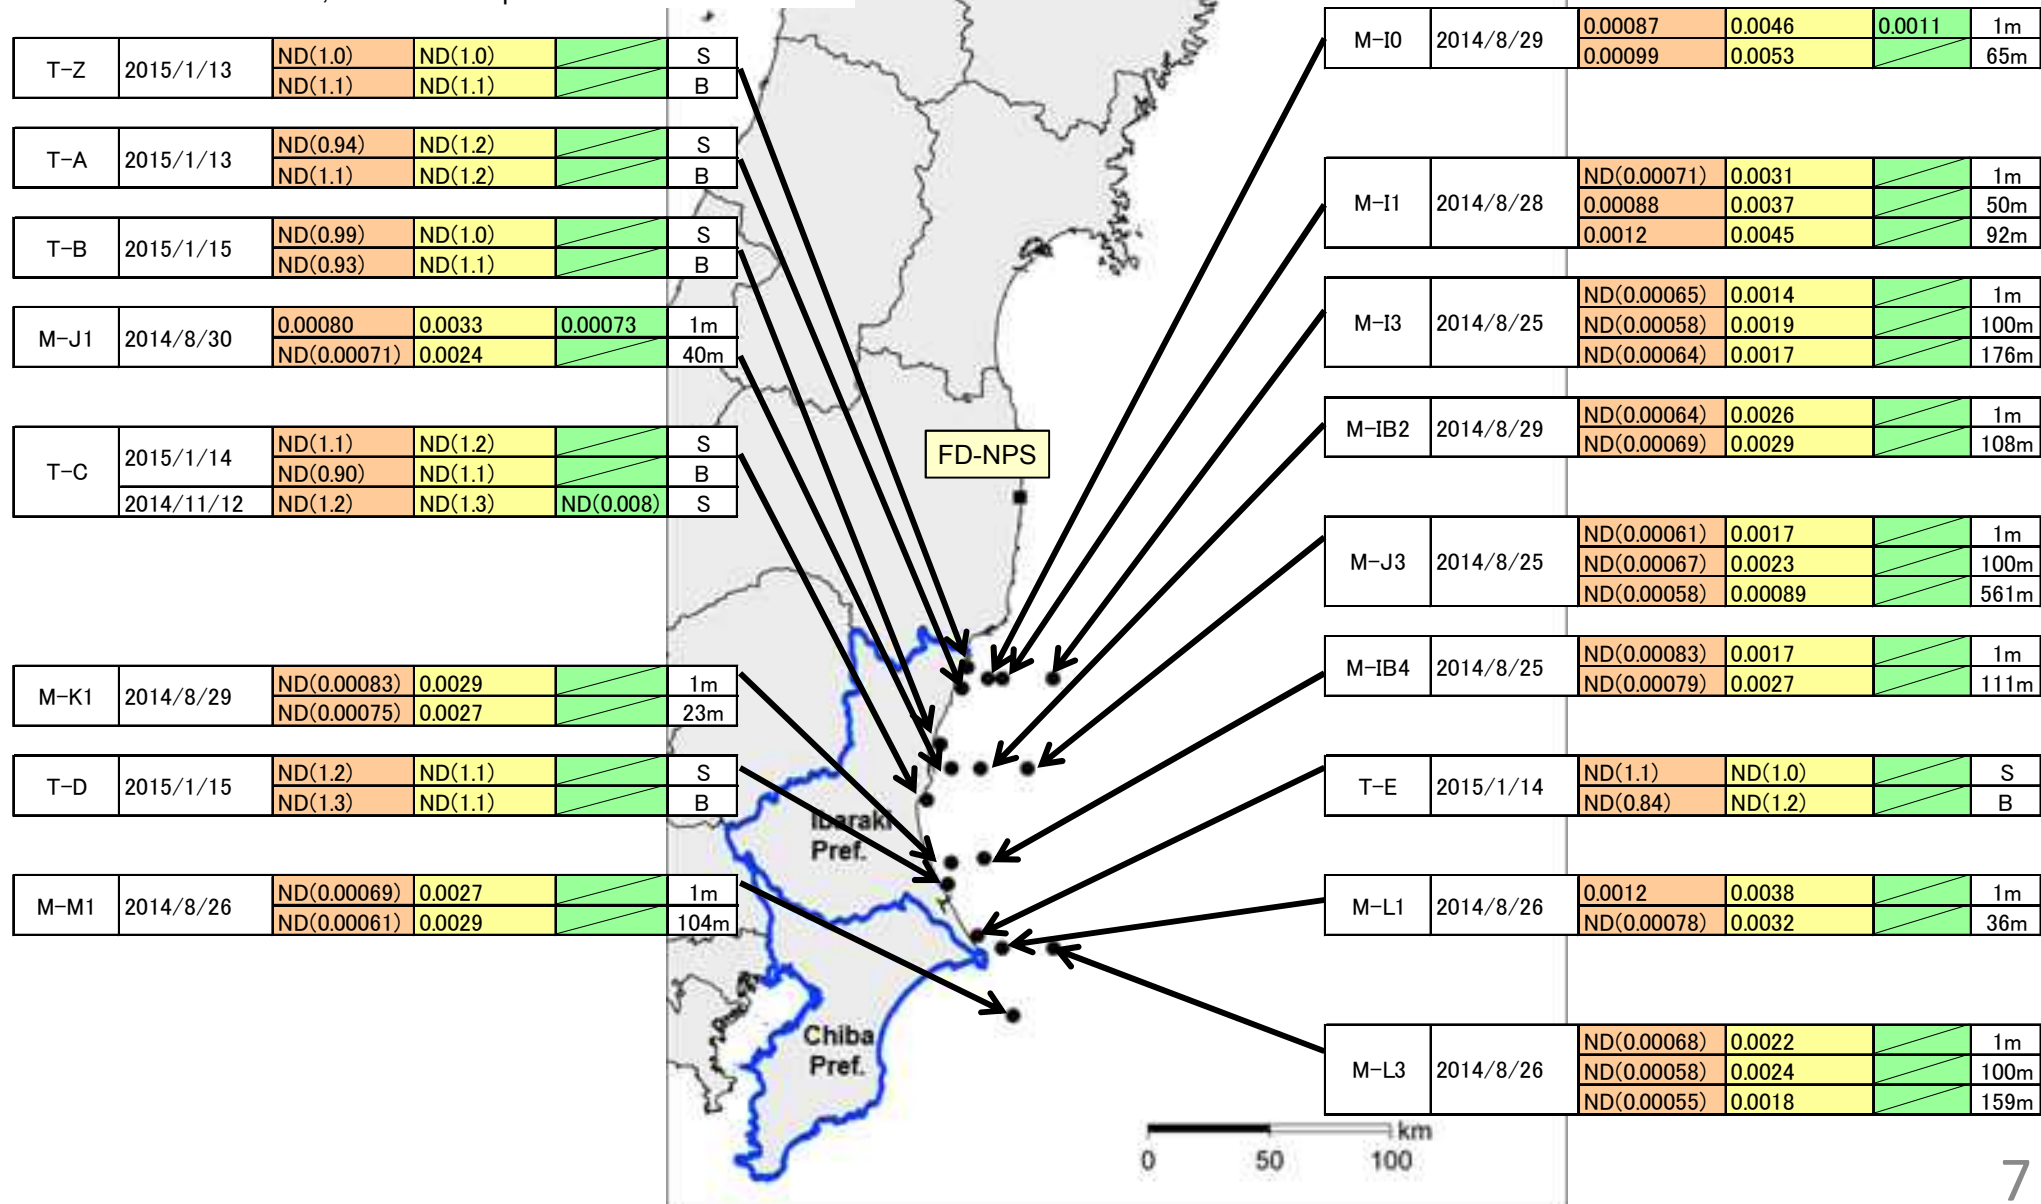 T-Z 2015/1/13 ND(1.0) ND(1.0) S
ND(1.1) ND(1.1) B
T-A 2015/1/13 ND(0.94) ND(1.2) S
ND(1.1) ND(1.2) B
T-B 2015/1/15 ND(0.99) ND(1.0) S
ND(0.93) ND(1.1) B
M-J1 2014/8/30 0.00080 0.0033 0.00073 1m
ND(0.00071) 0.0024 40m
T-C 2015/1/14 ND(1.1) ND(1.2) S
ND(0.90) ND(1.1) B
2014/11/12 ND(1.2) ND(1.3) ND(0.008) S
M-K1 2014/8/29 ND(0.00083) 0.0029 1m
ND(0.00075) 0.0027 23m
T-D 2015/1/15 ND(1.2) ND(1.1) S
ND(1.3) ND(1.1) B
M-M1 2014/8/26 ND(0.00069) 0.0027 1m
ND(0.00061) 0.0029 104m
FD-NPS
Ibaraki
Pref.
Chiba
Pref.
km
0 50 100
M-I0 2014/8/29 0.00087 0.0046 0.0011 1m
0.00099 0.0053 65m
M-I1 2014/8/28 ND(0.00071) 0.0031 1m
0.00088 0.0037 50m
0.0012 0.0045 92m
M-I3 2014/8/25 ND(0.00065) 0.0014 1m
ND(0.00058) 0.0019 100m
ND(0.00064) 0.0017 176m
M-IB2 2014/8/29 ND(0.00064) 0.0026 1m
ND(0.00069) 0.0029 108m
M-J3 2014/8/25 ND(0.00061) 0.0017 1m
ND(0.00067) 0.0023 100m
ND(0.00058) 0.00089 561m
M-IB4 2014/8/25 ND(0.00083) 0.0017 1m
ND(0.00079) 0.0027 111m
T-E 2015/1/14 ND(1.1) ND(1.0) S
ND(0.84) ND(1.2) B
M-L1 2014/8/26 0.0012 0.0038 1m
ND(0.00078) 0.0032 36m
M-L3 2014/8/26 ND(0.00068) 0.0022 1m
ND(0.00058) 0.0024 100m
ND(0.00055) 0.0018 159m
7